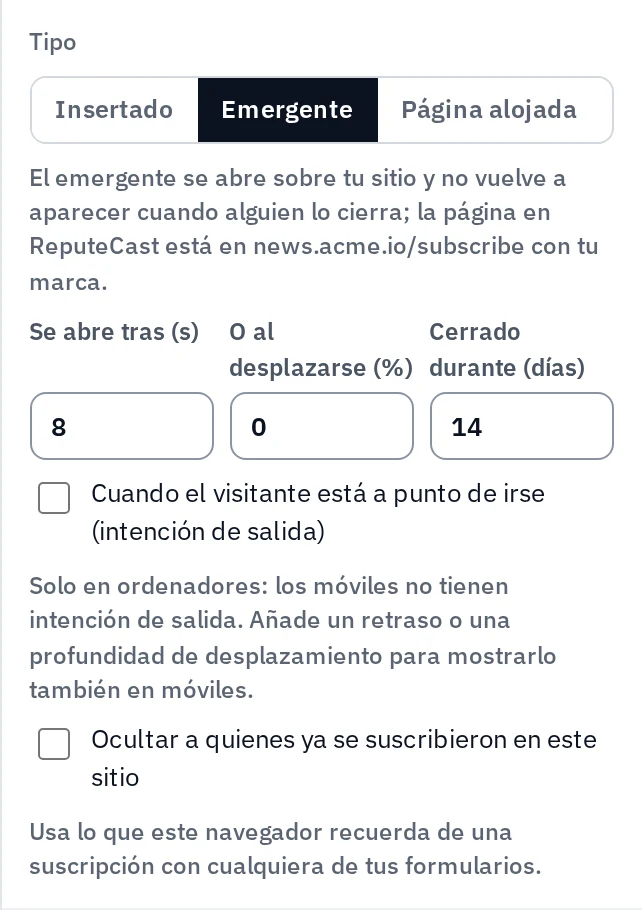 Tipo
Insertado Emergente Página alojada
El emergente se abre sobre tu sitio y no vuelve a
aparecer cuando alguien lo cierra; la página en
ReputeCast está en news.acme.io/subscribe con tu
marca.
Se abre tras (s)
O al
desplazarse (%)
Cerrado
durante (días)
8 0 14
Cuando el visitante está a punto de irse
(intención de salida)
Solo en ordenadores: los móviles no tienen
intención de salida. Añade un retraso o una
profundidad de desplazamiento para mostrarlo
también en móviles.
Ocultar a quienes ya se suscribieron en este
sitio
Usa lo que este navegador recuerda de una
suscripción con cualquiera de tus formularios.